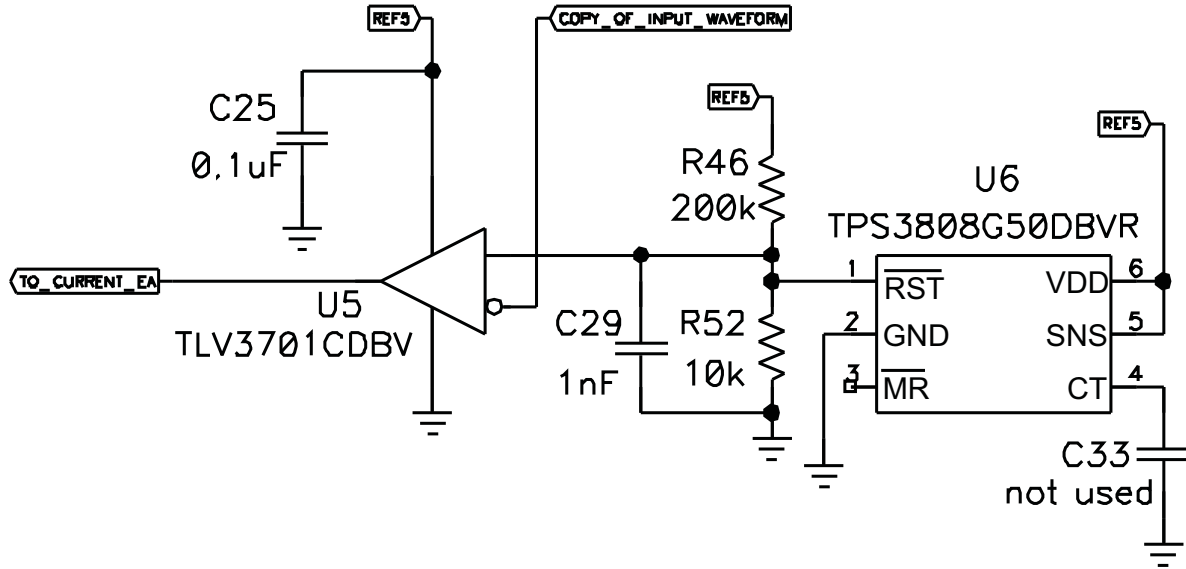 REF5
COPY_OF_INPUT_WAVEFORM
C25
0,1uF
REF5
R46
200k
REF5
U6
TPS3808G50DBVR
TO_CURRENT_EA
U5
TLV3701CDBV
C29
1nF
R52
10k
1
RST
2
GND
3
MR
VDD
6
SNS
5
CT
4
C33
not used